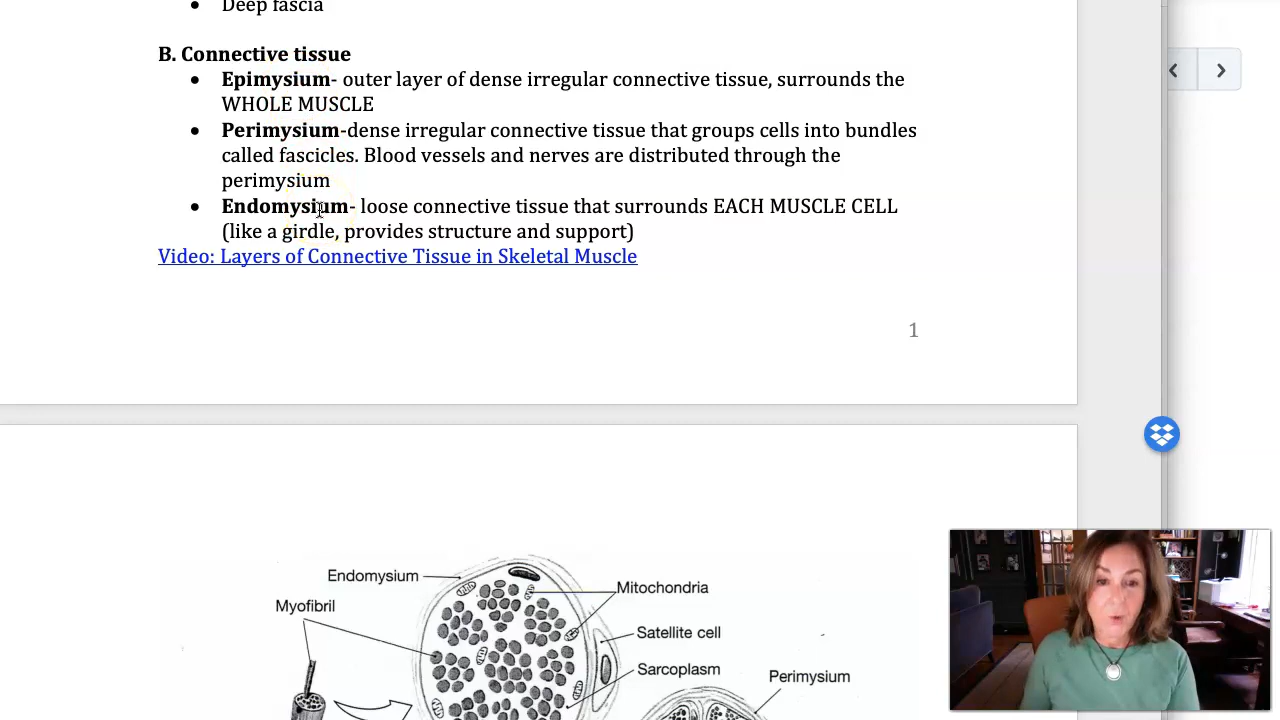 • Deep fascia
B. Connective tissue
• Epimysium- outer layer of dense irregular connective tissue, surrounds the
WHOLE MUSCLE
• Perimysium-dense irregular connective tissue that groups cells into bundles
called fascicles. Blood vessels and nerves are distributed through the
perimysium
• Endomysium- loose connective tissue that surrounds EACH MUSCLE CELL
(like a girdle, provides structure and support)
Video: Layers of Connective Tissue in Skeletal Muscle
1
Endomysium
Mitochondria
Myofibril
Satellite cell
Sarcoplasm
Perimysium